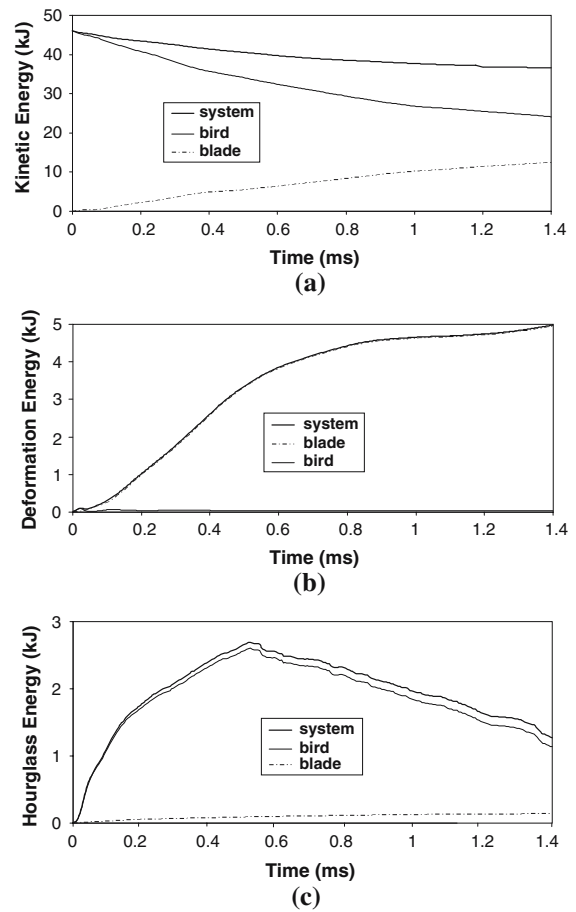 50
40
30
20
10
0
Kinetic Energy (kJ)
system
bird
blade
0 0.2 0.4 0.6 0.8 1 1.2 1.4
Time (ms)
(a)
5
4
3
2
1
0
Deformation Energy (kJ)
system
blade
bird
0 0.2 0.4 0.6 0.8 1 1.2 1.4
Time (ms)
(b)
3
2
1
0
Hourglass Energy (kJ)
system
bird
blade
0 0.2 0.4 0.6 0.8 1 1.2 1.4
Time (ms)
(c)